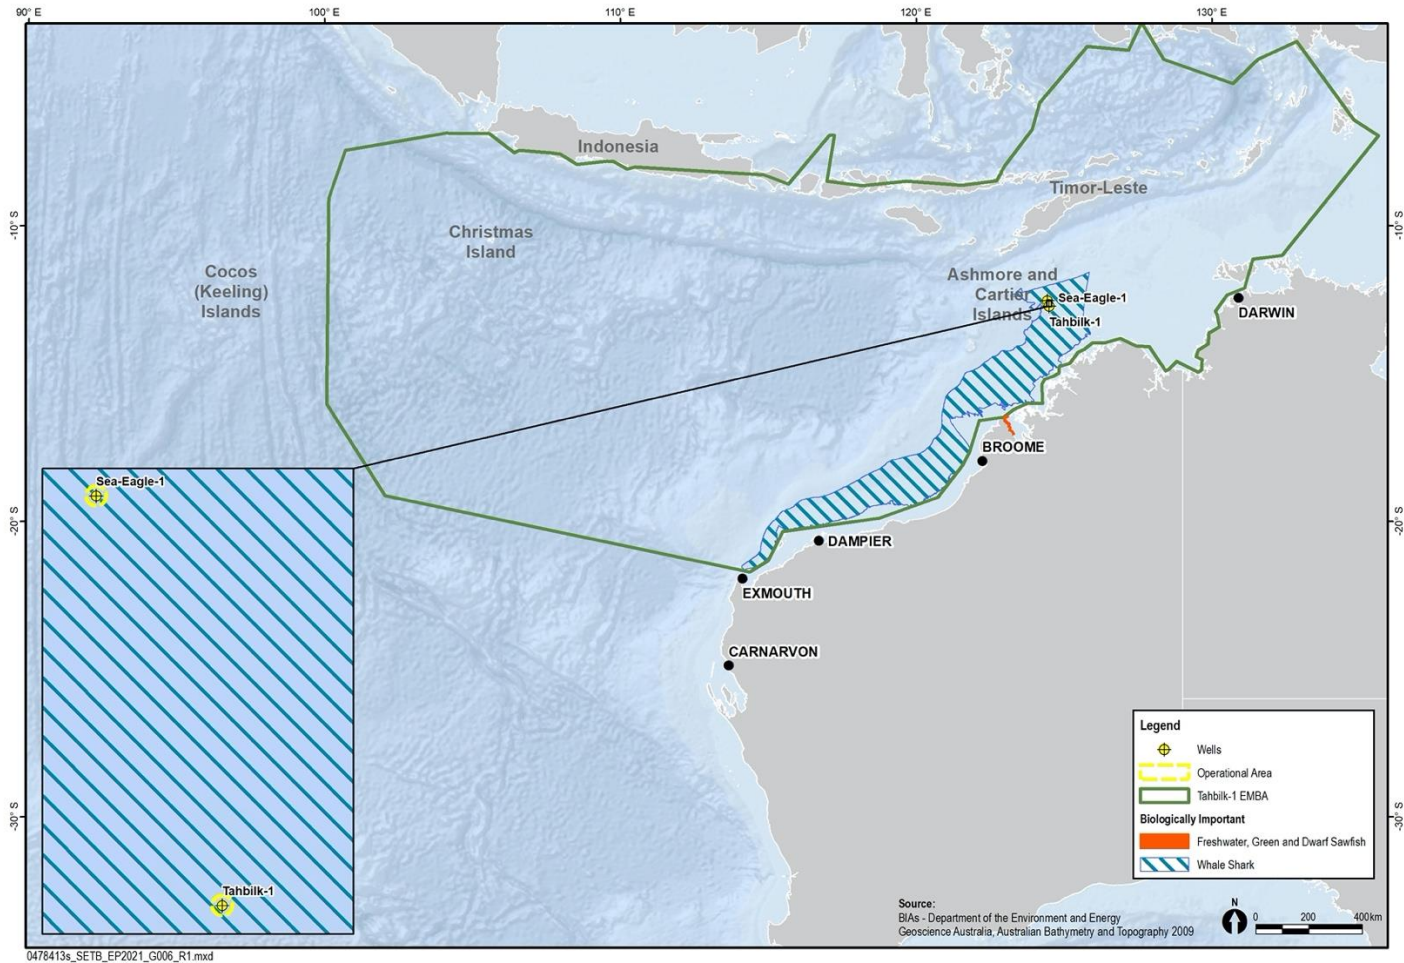 90° E
100° E
110° E
120° E
130° E
Indonesia
Timor-Leste
-10° S
-10° S
Christmas
Island
Cocos
(Keeling)
Islands
Ashmore and
Cartier
Islands
Sea-Eagle-1
Tahbilk-1
DARWIN
BROOME
Sea-Eagle-1
-20° S
-20° S
DAMPIER
EXMOUTH
CARNARVON
-30° S
-30° S
Legend
Wells
Operational Area
Tahbilk-1 EMBA
Biologically Important
Freshwater, Green and Dwarf Sawfish
Whale Shark
Tahbilk-1
Source:
BIAs - Department of the Environment and Energy
Geoscience Australia, Australian Bathymetry and Topography 2009
N
0 200 400km
0478413s_SETB_EP2021_G006_R1.mxd